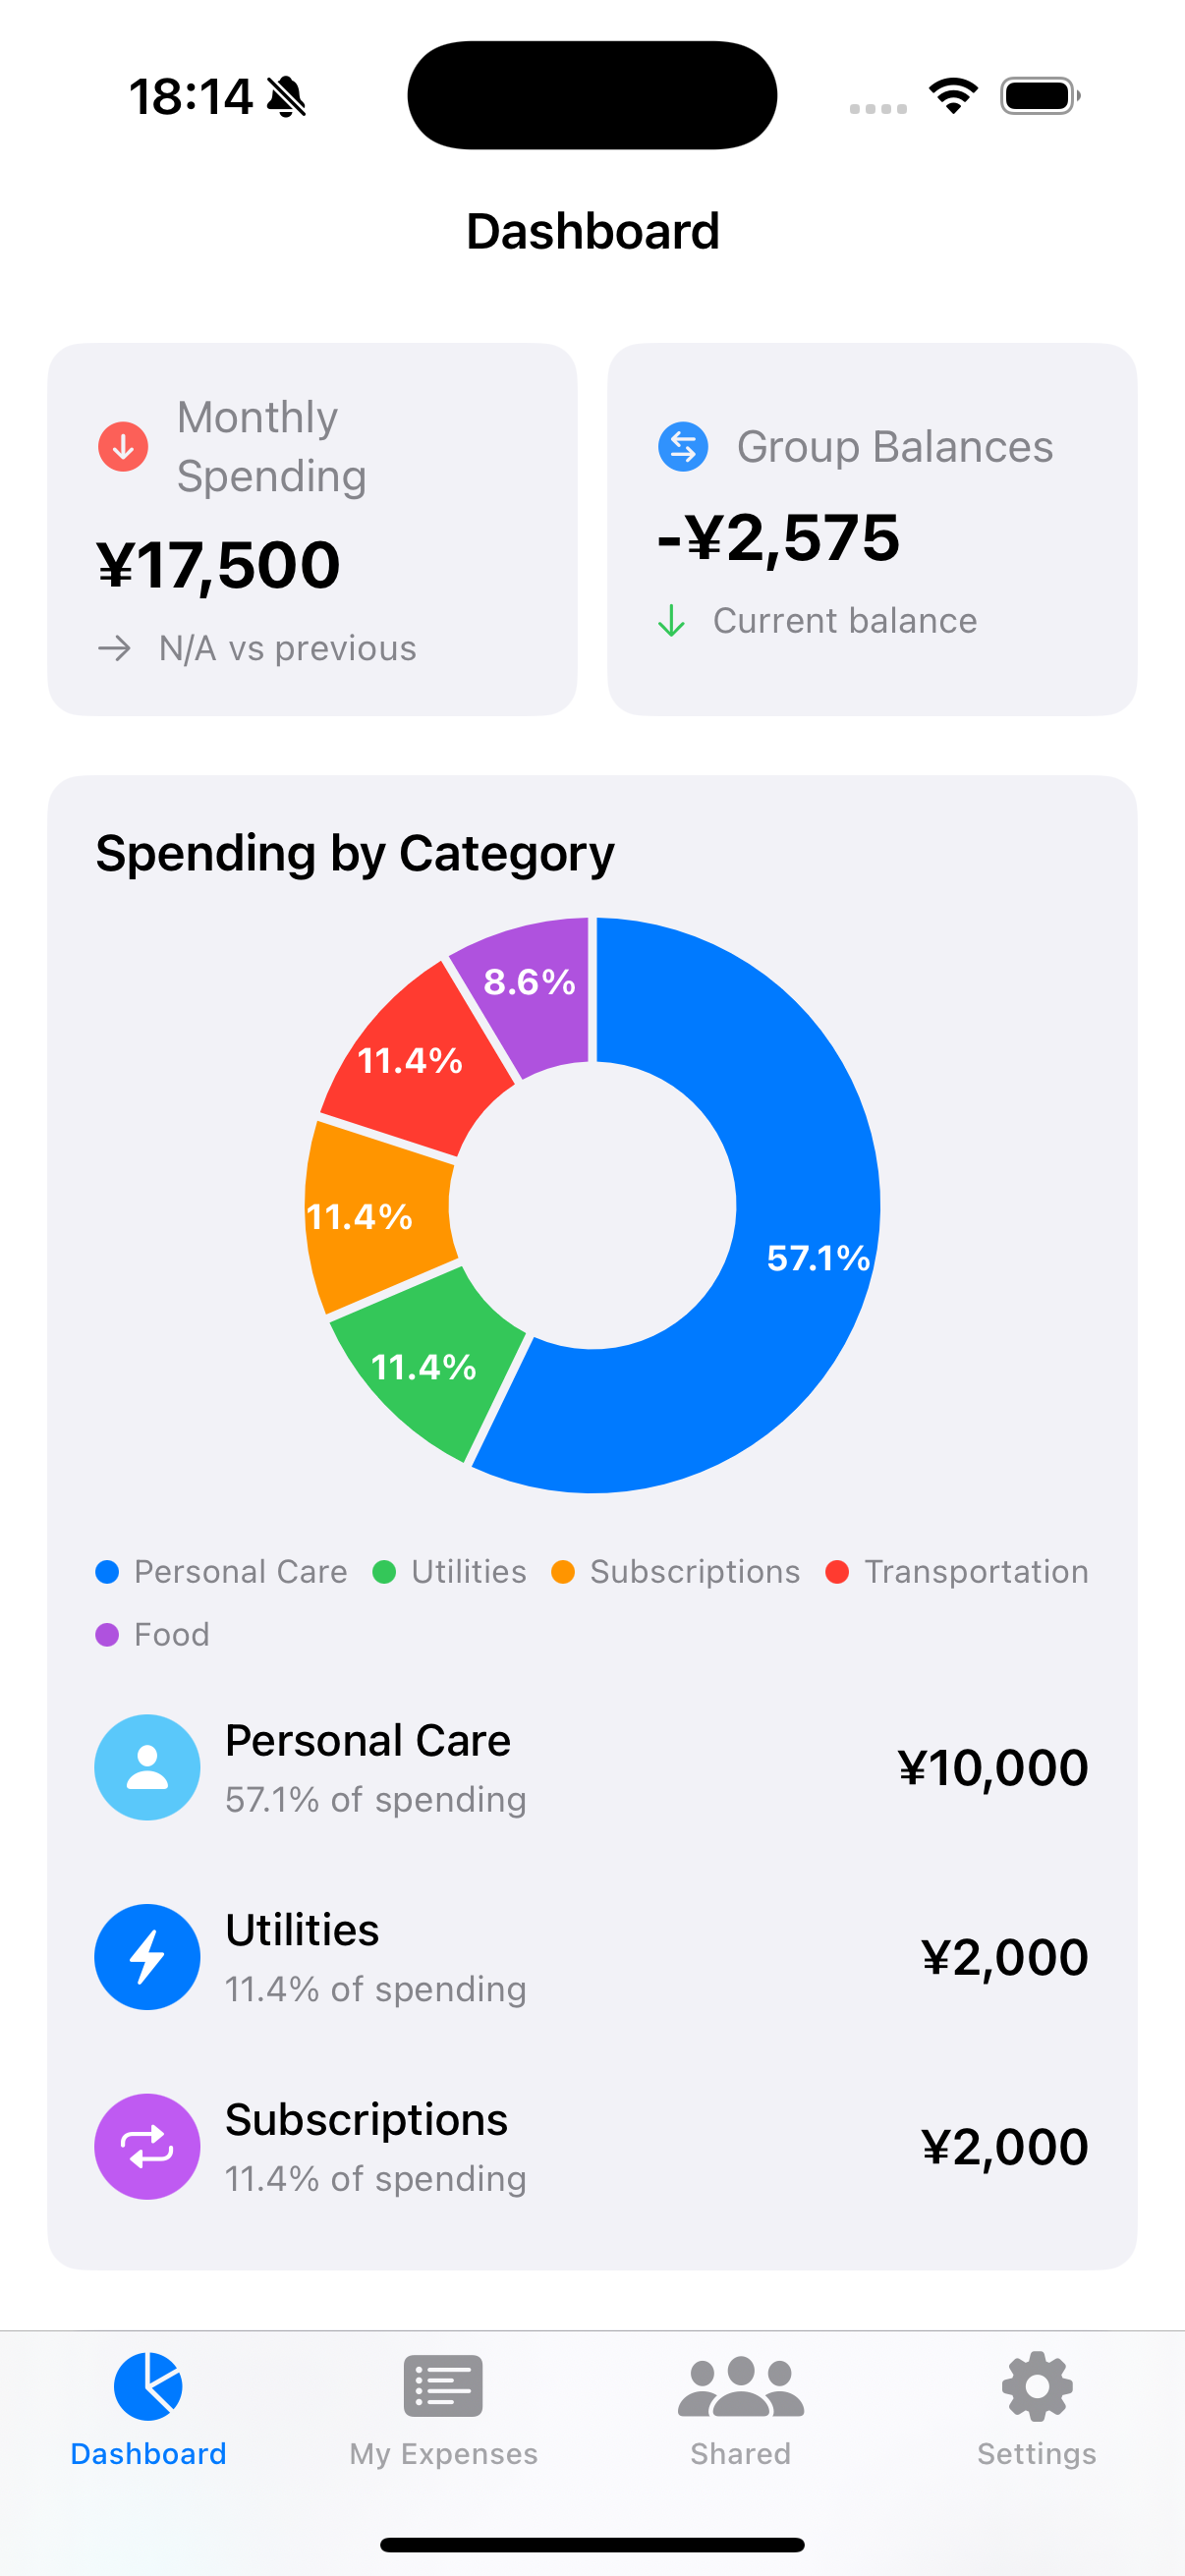 18:14
Dashboard
Monthly
Spending
¥17,500
N/A vs previous
Group Balances
-¥2,575
Current balance
Spending by Category
8.6%
11.4%
11.4%
57.1%
11.4%
Personal Care Utilities Subscriptions Transportation
Food
Personal Care
57.1% of spending
¥10,000
Utilities
11.4% of spending
¥2,000
Subscriptions
11.4% of spending
¥2,000
Dashboard My Expenses Shared Settings